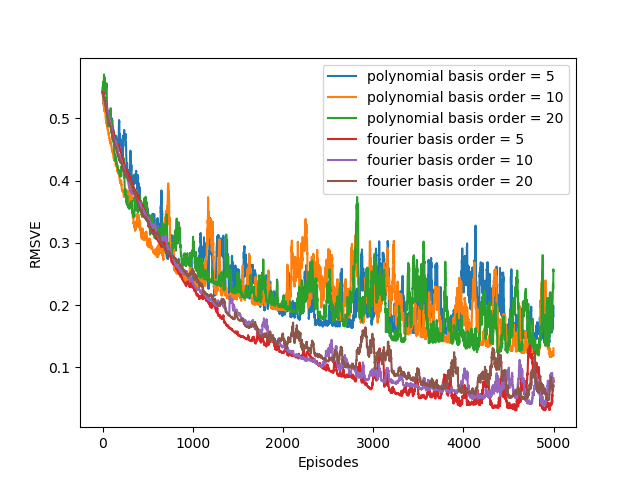 polynomial basis order = 5
polynomial basis order = 10
polynomial basis order = 20
fourier basis order = 5
fourier basis order = 10
fourier basis order = 20
0.5
0.4
0.3
0.2
0.1
RMSVE
0 1000 2000 3000 4000 5000
Episodes